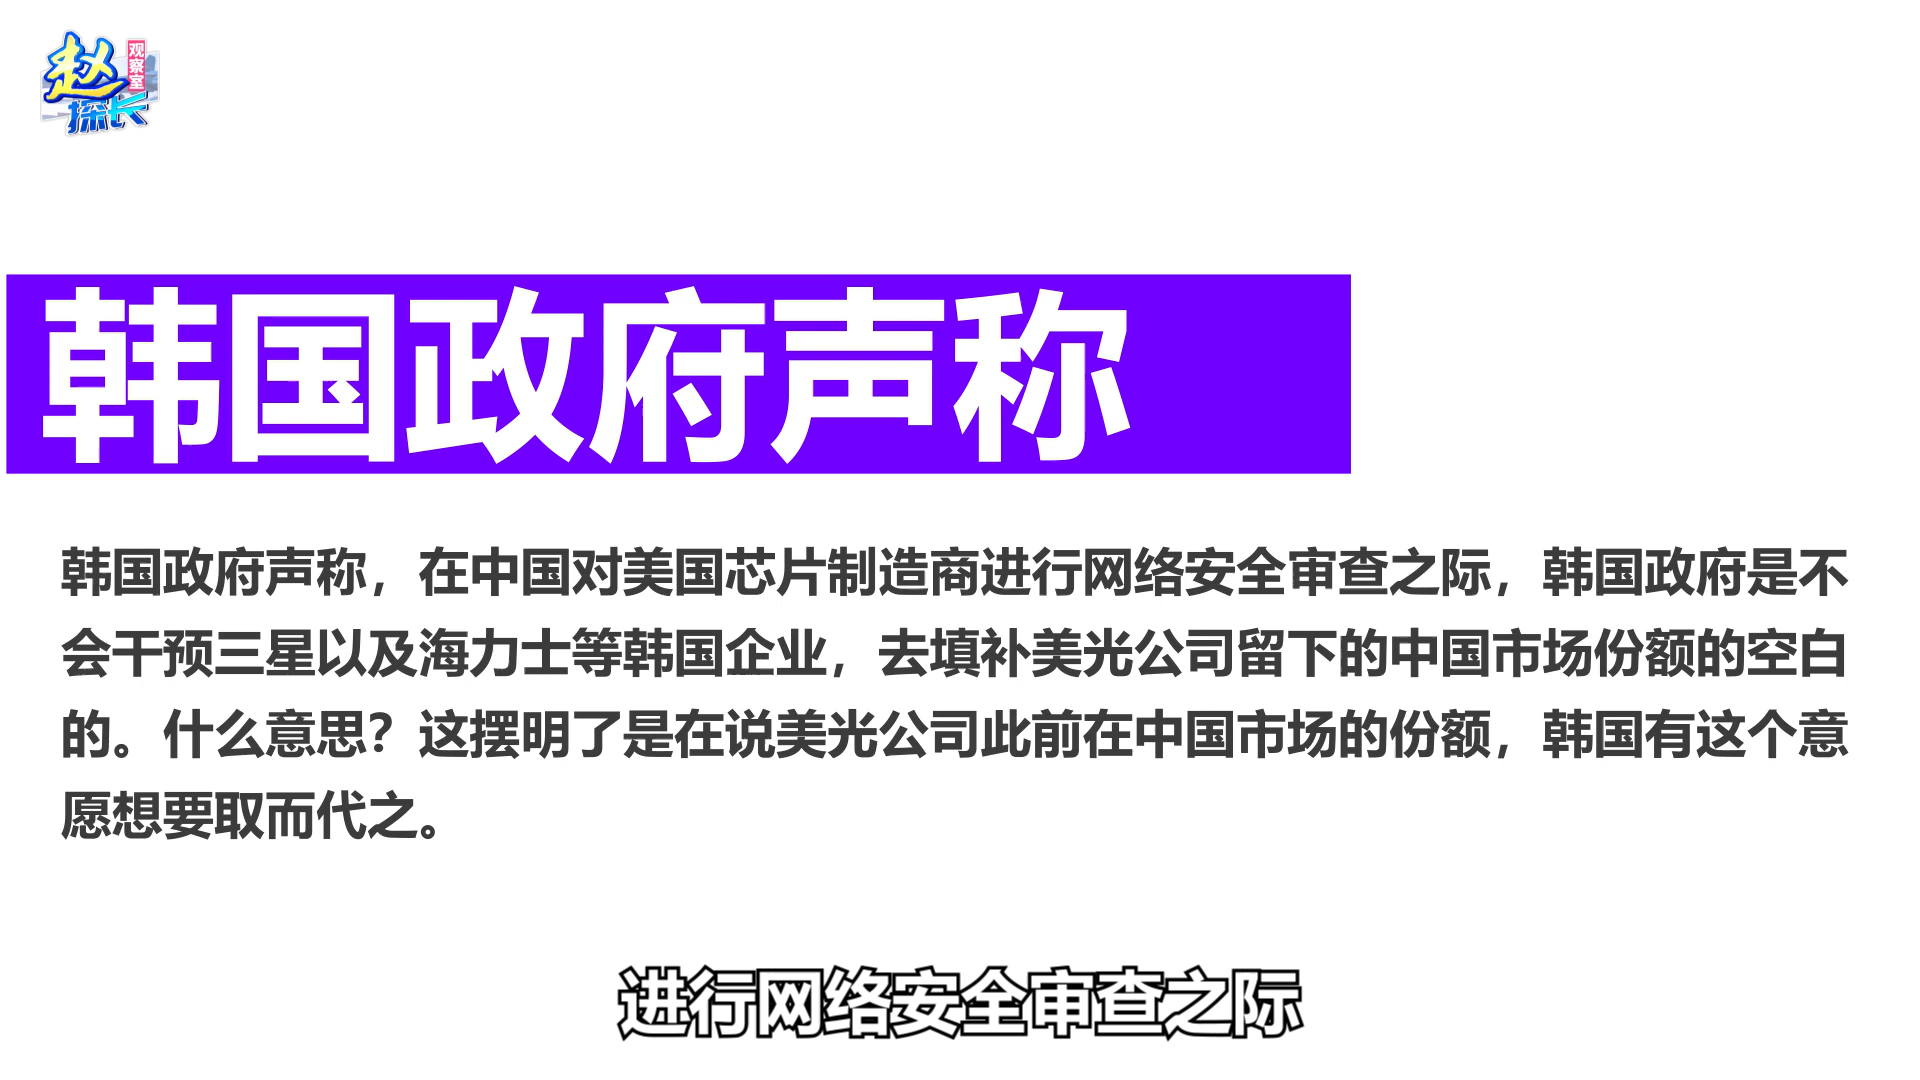 赵
探长
观察室
韩国政府声称
韩国政府声称，在中国对美国芯片制造商进行网络安全审查之际，韩国政府是不
会干预三星以及海力士等韩国企业，去填补美光公司留下的中国市场份额的空白
的。什么意思？这摆明了是在说美光公司此前在中国市场的份额，韩国有这个意
愿想要取而代之。
进行网络安全审查之际